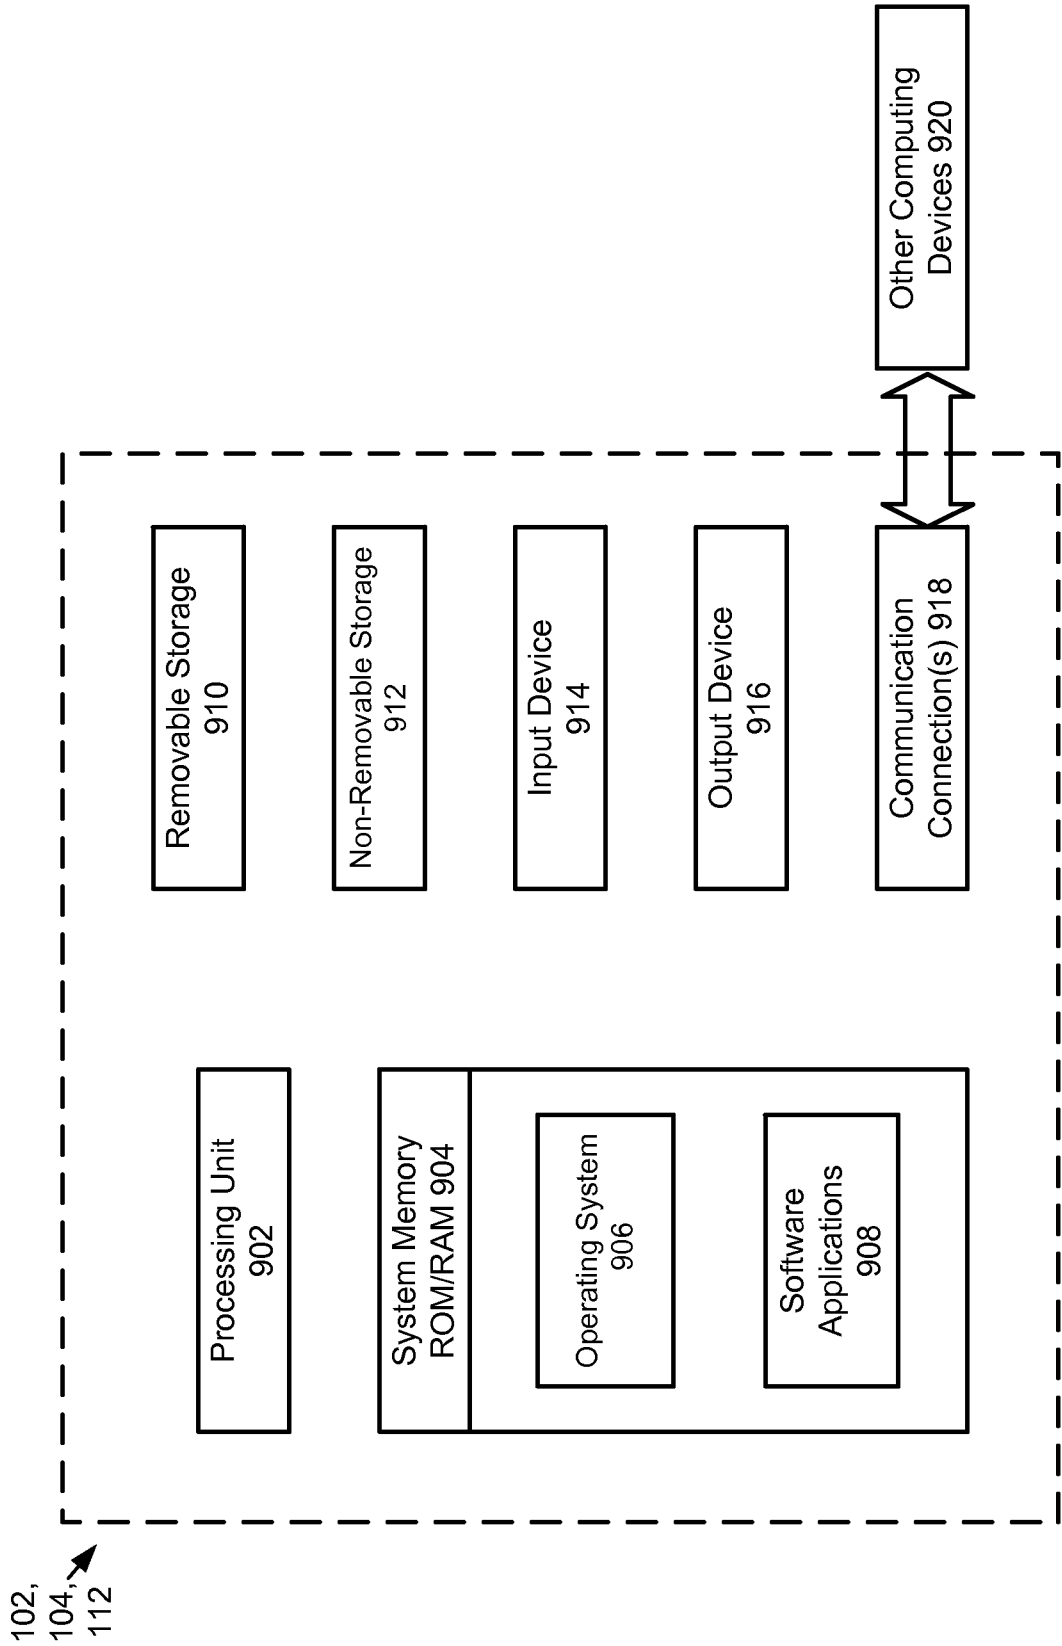 102,
104,
112
Processing Unit
902
System Memory
ROM/RAM 904
Operating System
906
Software
Applications
908
Removable Storage
910
Non-Removable Storage
912
Input Device
914
Output Device
916
Communication
Connection(s) 918
Other Computing
Devices 920